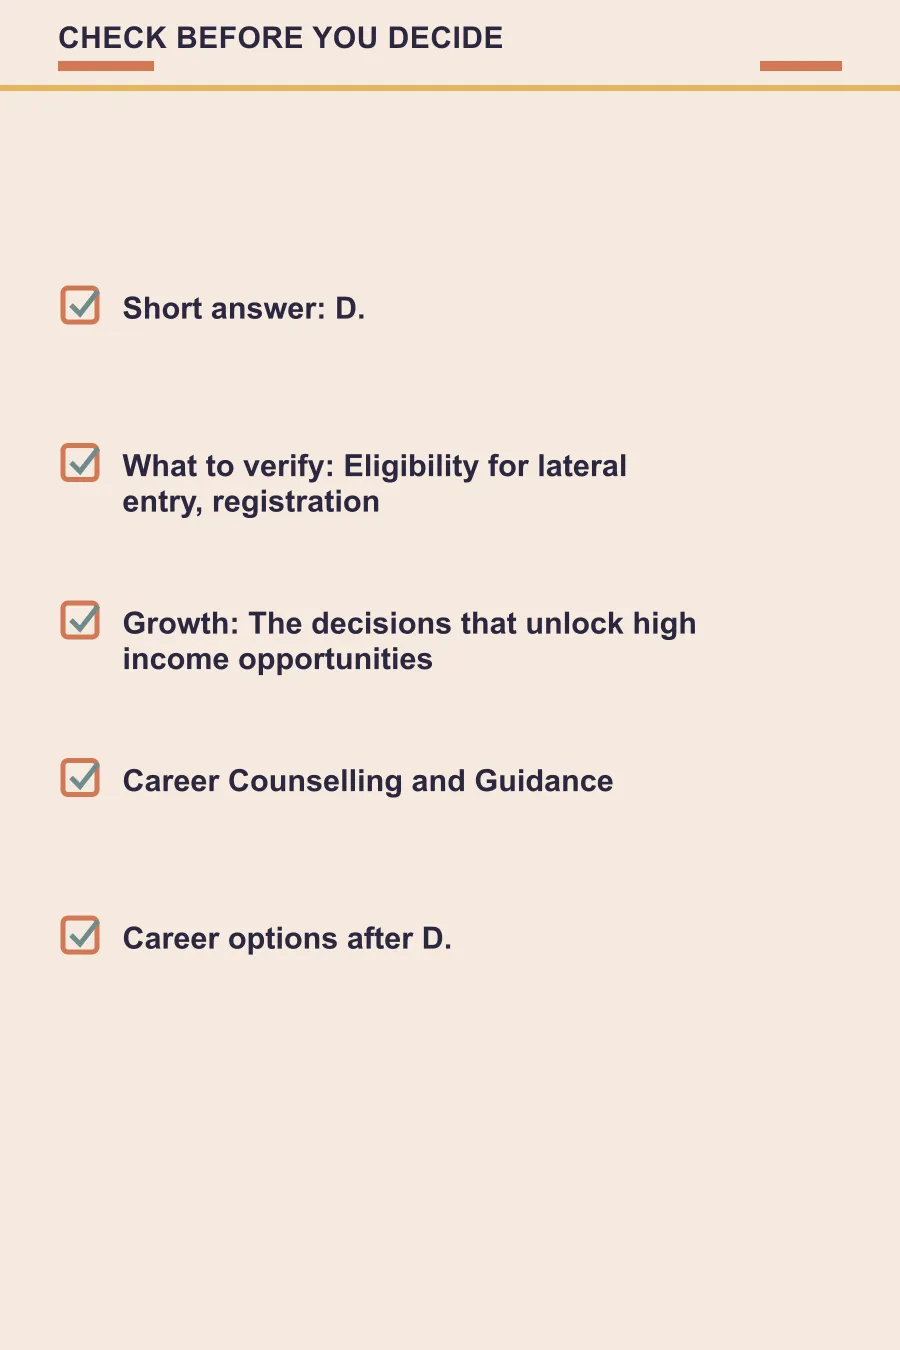 CHECK BEFORE YOU DECIDE
Short answer: D.
What to verify: Eligibility for lateral
entry, registration
Growth: The decisions that unlock high
income opportunities
Career Counselling and Guidance
Career options after D.